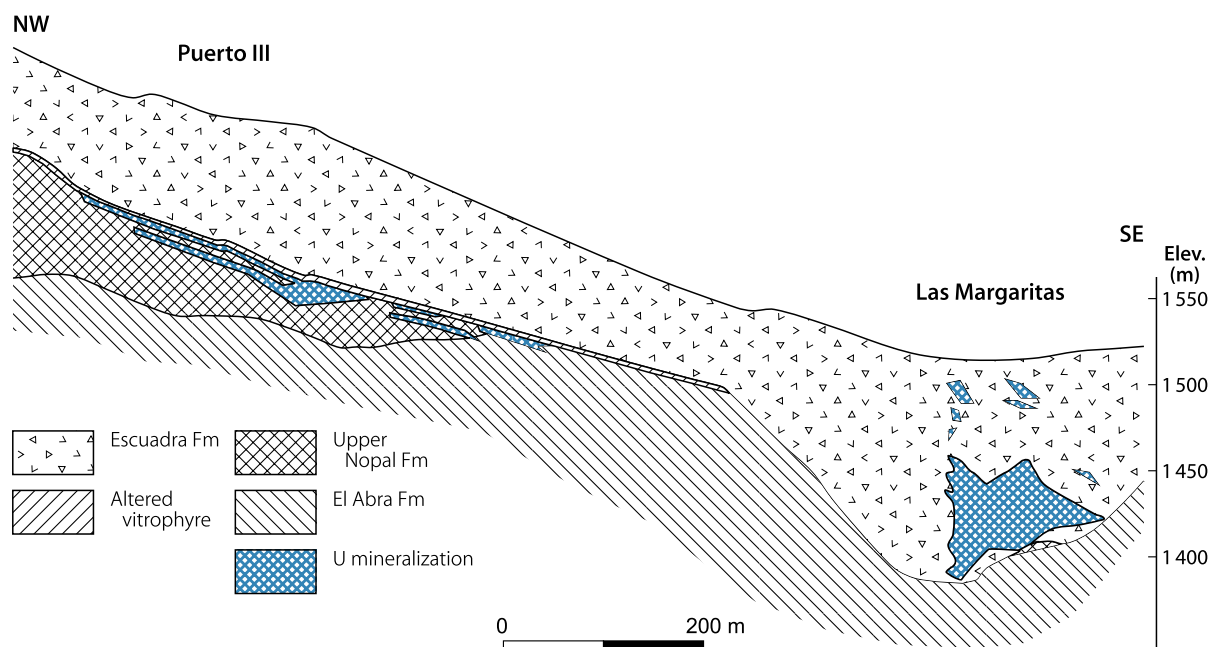 NW
Puerto III
SE
Elev.
(m)
Las Margaritas
1 550
1 500
1 450
1 400
Escuadra Fm
Upper
Nopal Fm
Altered
vitrophyre
El Abra Fm
U mineralization
0 200 m